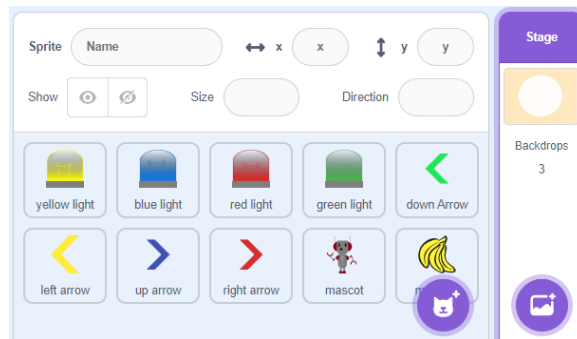 Stage
Sprite Name x x y y
Show Size Direction
Backdrops
3
yellow light blue light red light green light down Arrow
left arrow up arrow right arrow mascot